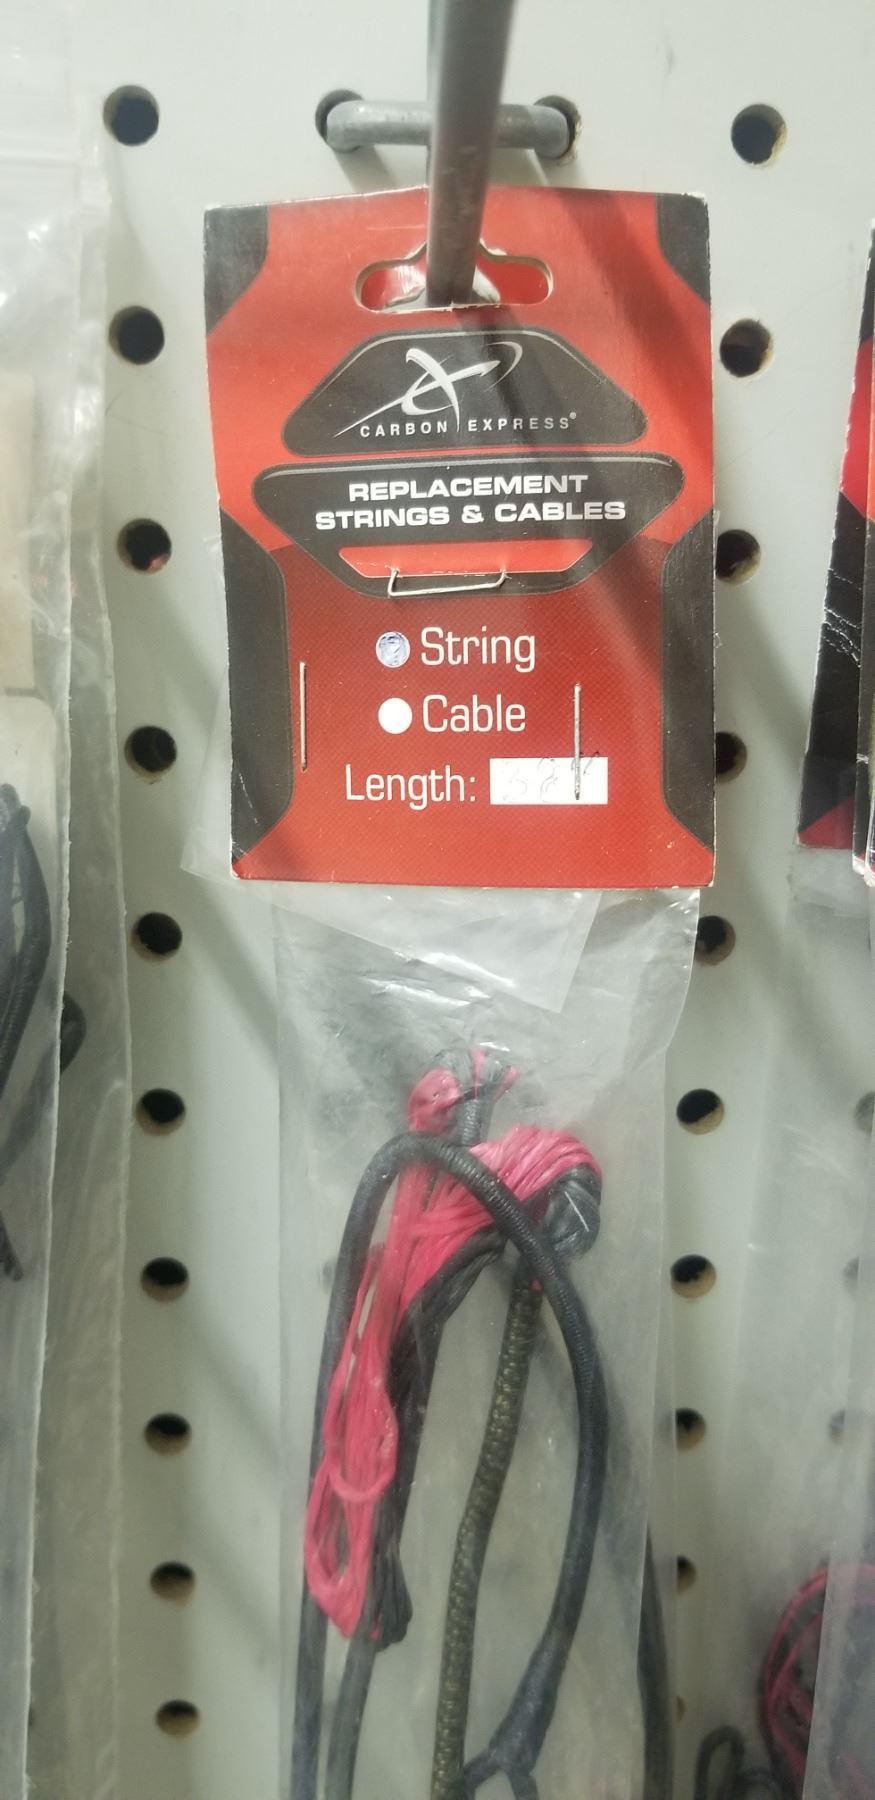 CARBON EXPRESS®
REPLACEMENT
STRINGS & CABLES
String
Cable
Length: